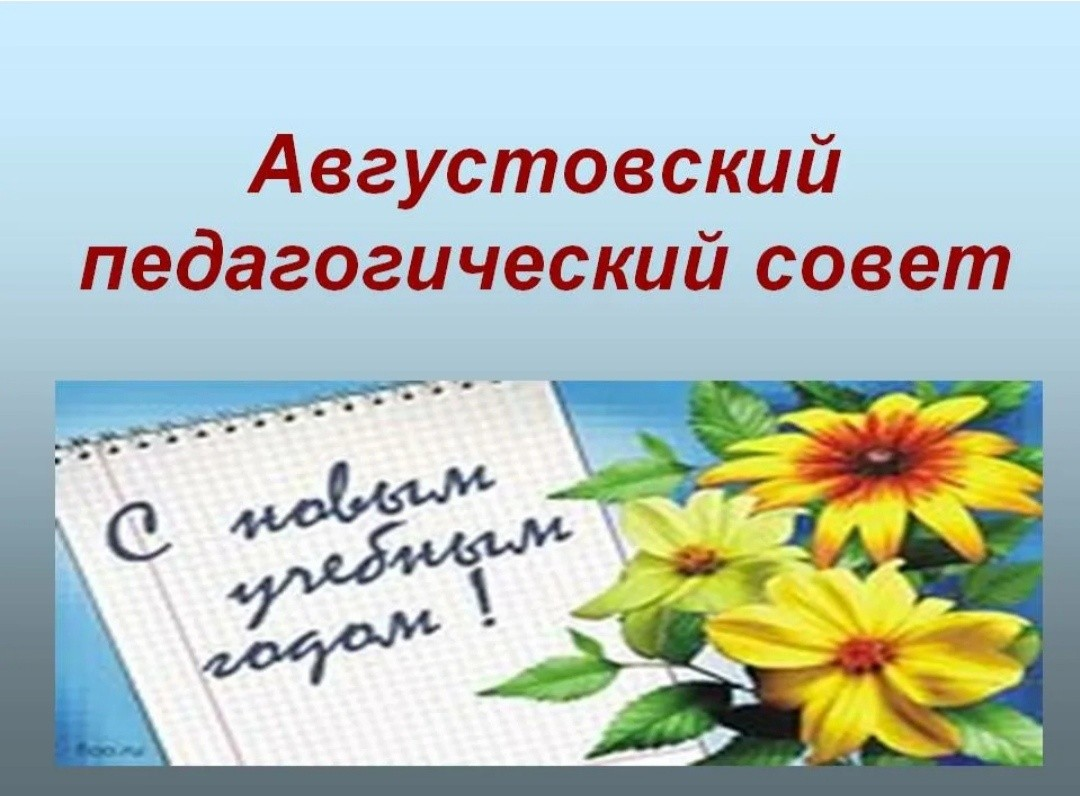 Августовский
педагогический совет
С новым
учебным
годом !